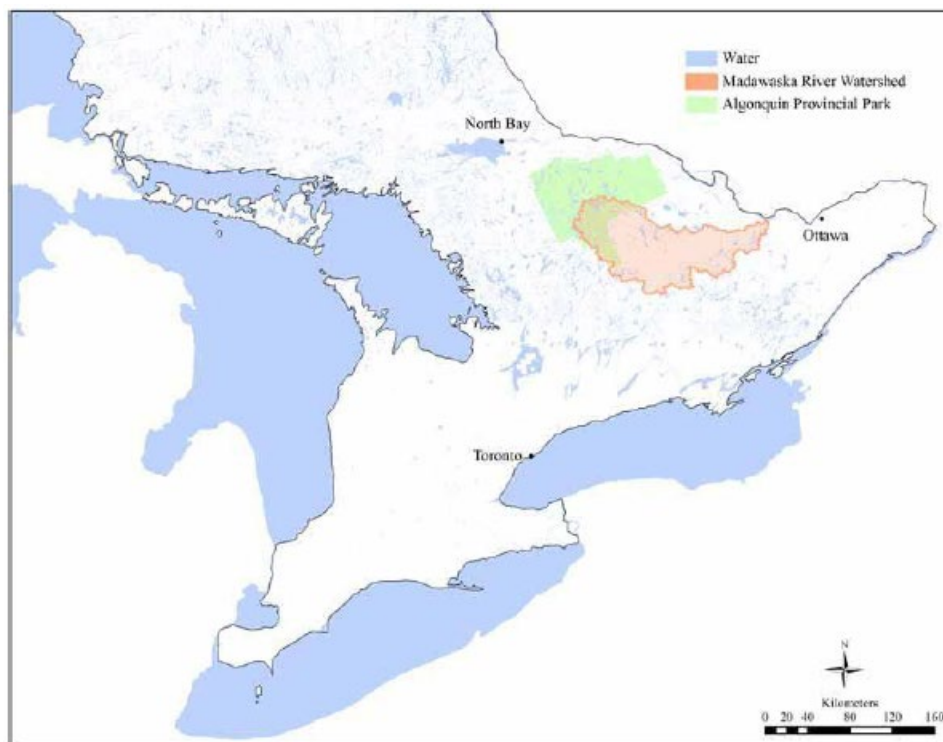 Water
Madawaska River Watershed
Algonquin Provincial Park
North Bay
Ottawa
Toronto
N
Kilometers
0 20 40 80 120 160